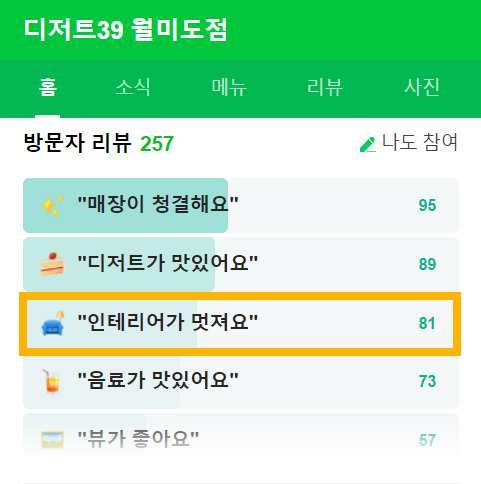 디저트39 월미도점
홈 소식 메뉴 리뷰 사진
방문자 리뷰 257 나도 참여
"매장이 청결해요" 95
"디저트가 맛있어요" 89
"인테리어가 멋져요" 81
"음료가 맛있어요" 73
"뷰가 좋아요" 57